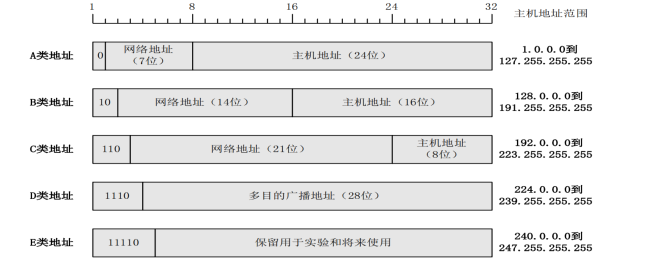 1 8 16 24 32 主机地址范围
A类地址 0 网络地址（7位） 主机地址（24位） 1.0.0.0到
127.255.255.255
B类地址 10 网络地址（14位） 主机地址（16位） 128.0.0.0到
191.255.255.255
C类地址 110 网络地址（21位） 主机地址（8位） 192.0.0.0到
223.255.255.255
D类地址 1110 多目的广播地址（28位） 224.0.0.0到
239.255.255.255
E类地址 11110 保留用于实验和将来使用 240.0.0.0到
247.255.255.255